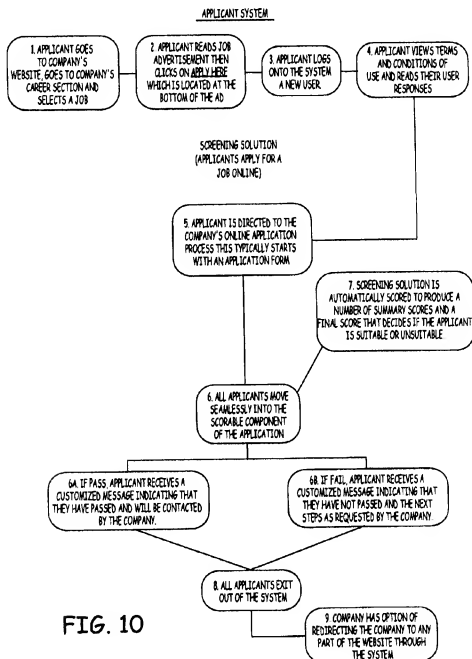 APPLICANT SYSTEM
1. APPLICANT GOES
TO COMPANY'S
WEBSITE, GOES TO COMPANY'S
CAREER SECTION AND
SELECTS A JOB
2. APPLICANT READS JOB
ADVERTISEMENT THEN
CLICKS ON APPLY HERE
WHICH IS LOCATED AT THE
BOTTOM OF THE AD
3. APPLICANT LOGS
ONTO THE SYSTEM
A NEW USER.
4. APPLICANT VIEWS TERMS
AND CONDITIONS OF
USE AND READS THEIR USER
RESPONSES
SCREENING SOLUTION
(APPLICANTS APPLY FOR A
JOB ONLINE)
5. APPLICANT IS DIRECTED TO THE
COMPANY'S ONLINE APPLICATION
PROCESS THIS TYPICALLY STARTS
WITH AN APPLICATION FORM
7. SCREENING SOLUTION IS
AUTOMATICALLY SCORED TO PRODUCE A
NUMBER OF SUMMARY SCORES AND A
FINAL SCORE THAT DECIDES IF THE APPLICANT
IS SUITABLE OR UNSUITABLE
6. ALL APPLICANTS MOVE
SEAMLESSLY INTO THE
SCORABLE COMPONENT
OF THE APPLICATION
6A. IF PASS, APPLICANT RECEIVES A
CUSTOMIZED MESSAGE INDICATING THAT
THEY HAVE PASSED AND WILL BE CONTACTED
BY THE COMPANY.
6B. IF FAIL, APPLICANT RECEIVES A
CUSTOMIZED MESSAGE INDICATING THAT
THEY HAVE NOT PASSED AND THE NEXT
STEPS AS REQUESTED BY THE COMPANY.
8. ALL APPLICANTS EXIT
OUT OF THE SYSTEM
9. COMPANY HAS OPTION OF
REDIRECTING THE COMPANY TO ANY
PART OF THE WEBSITE THROUGH
THE SYSTEM
FIG. 10